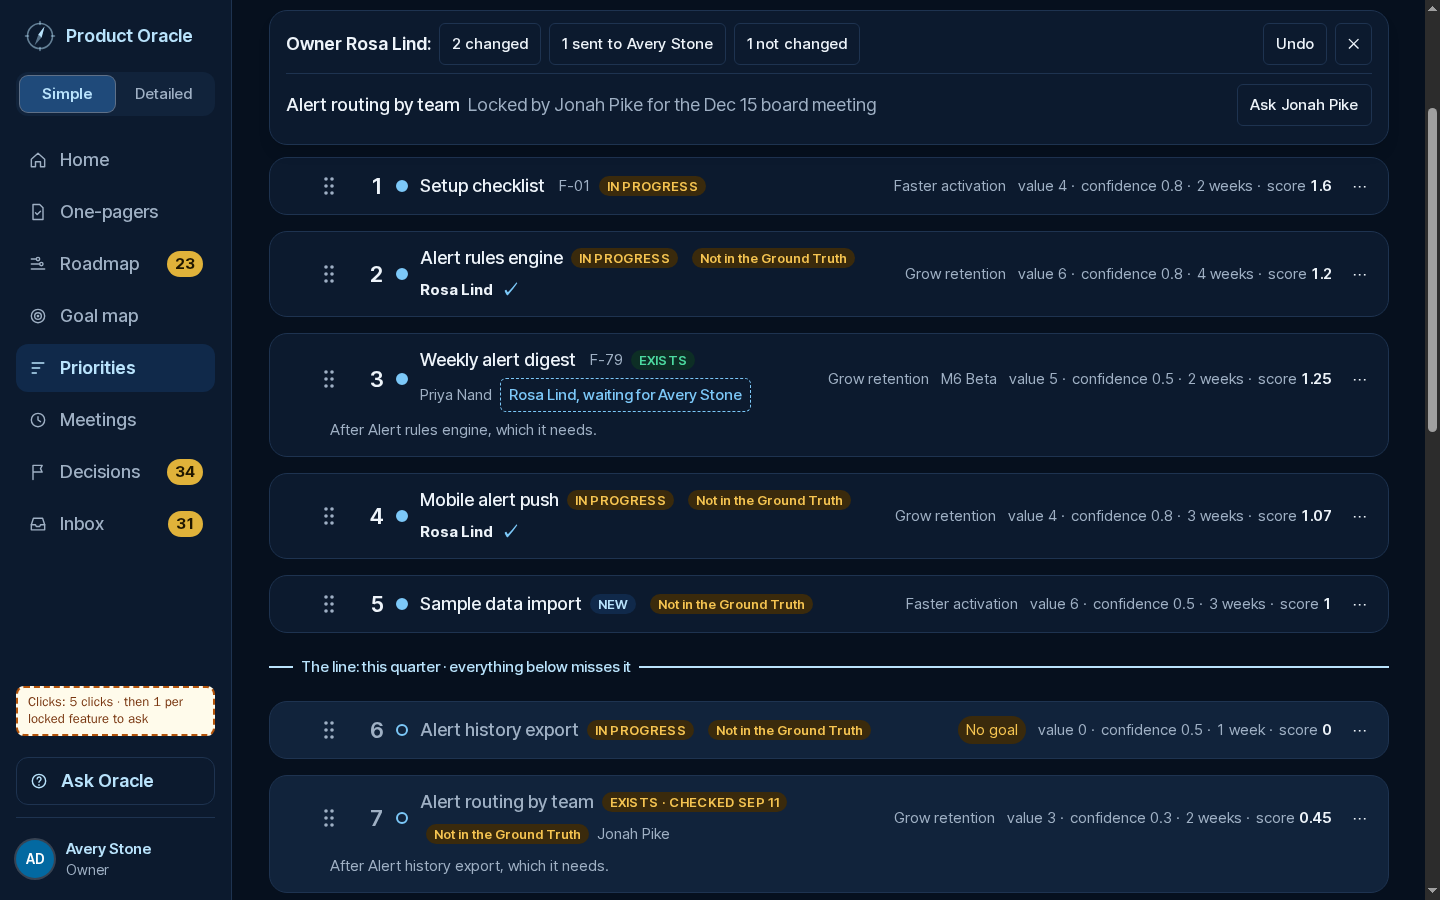 Product Oracle
Simple
Detailed
Home
One-pagers
Roadmap
23
Goal map
Priorities
Meetings
Decisions
34
Inbox
31
Clicks: 5 clicks · then 1 per
locked feature to ask
Ask Oracle
AD
Avery Stone
Owner
Owner Rosa Lind:
2 changed
1 sent to Avery Stone
1 not changed
Undo
×
Alert routing by team
Locked by Jonah Pike for the Dec 15 board meeting
Ask Jonah Pike
1
Setup checklist
F-01
IN PROGRESS
Faster activation
value 4 · confidence 0.8 · 2 weeks · score 1.6
···
2
Alert rules engine
IN PROGRESS
Not in the Ground Truth
Rosa Lind ✓
Grow retention
value 6 · confidence 0.8 · 4 weeks · score 1.2
···
3
Weekly alert digest
F-79
EXISTS
Priya Nand
Rosa Lind, waiting for Avery Stone
Grow retention
M6 Beta
value 5 · confidence 0.5 · 2 weeks · score 1.25
···
After Alert rules engine, which it needs.
4
Mobile alert push
IN PROGRESS
Not in the Ground Truth
Rosa Lind ✓
Grow retention
value 4 · confidence 0.8 · 3 weeks · score 1.07
···
5
Sample data import
NEW
Not in the Ground Truth
Faster activation
value 6 · confidence 0.5 · 3 weeks · score 1
···
The line: this quarter · everything below misses it
6
Alert history export
IN PROGRESS
Not in the Ground Truth
No goal
value 0 · confidence 0.5 · 1 week · score 0
···
7
Alert routing by team
EXISTS · CHECKED SEP 11
Not in the Ground Truth
Jonah Pike
Grow retention
value 3 · confidence 0.3 · 2 weeks · score 0.45
···
After Alert history export, which it needs.